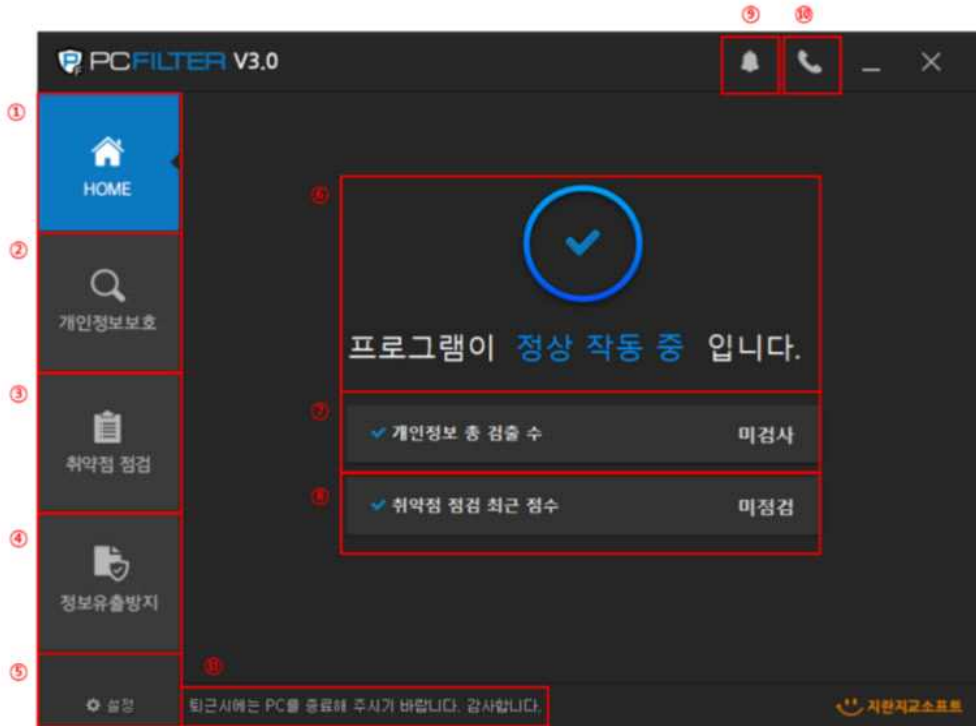 ⑨ ⑩
PCFILTER V3.0
①
HOME
②
개인정보보호
③
취약점 점검
④
정보유출방지
⑤
설정
⑥
프로그램이 정상 작동 중 입니다.
⑦
개인정보 총 검출 수 미검사
⑧
취약점 점검 최근 점수 미점검
⑪
퇴근시에는 PC를 종료해 주시기 바랍니다. 감사합니다.
지란지교소프트